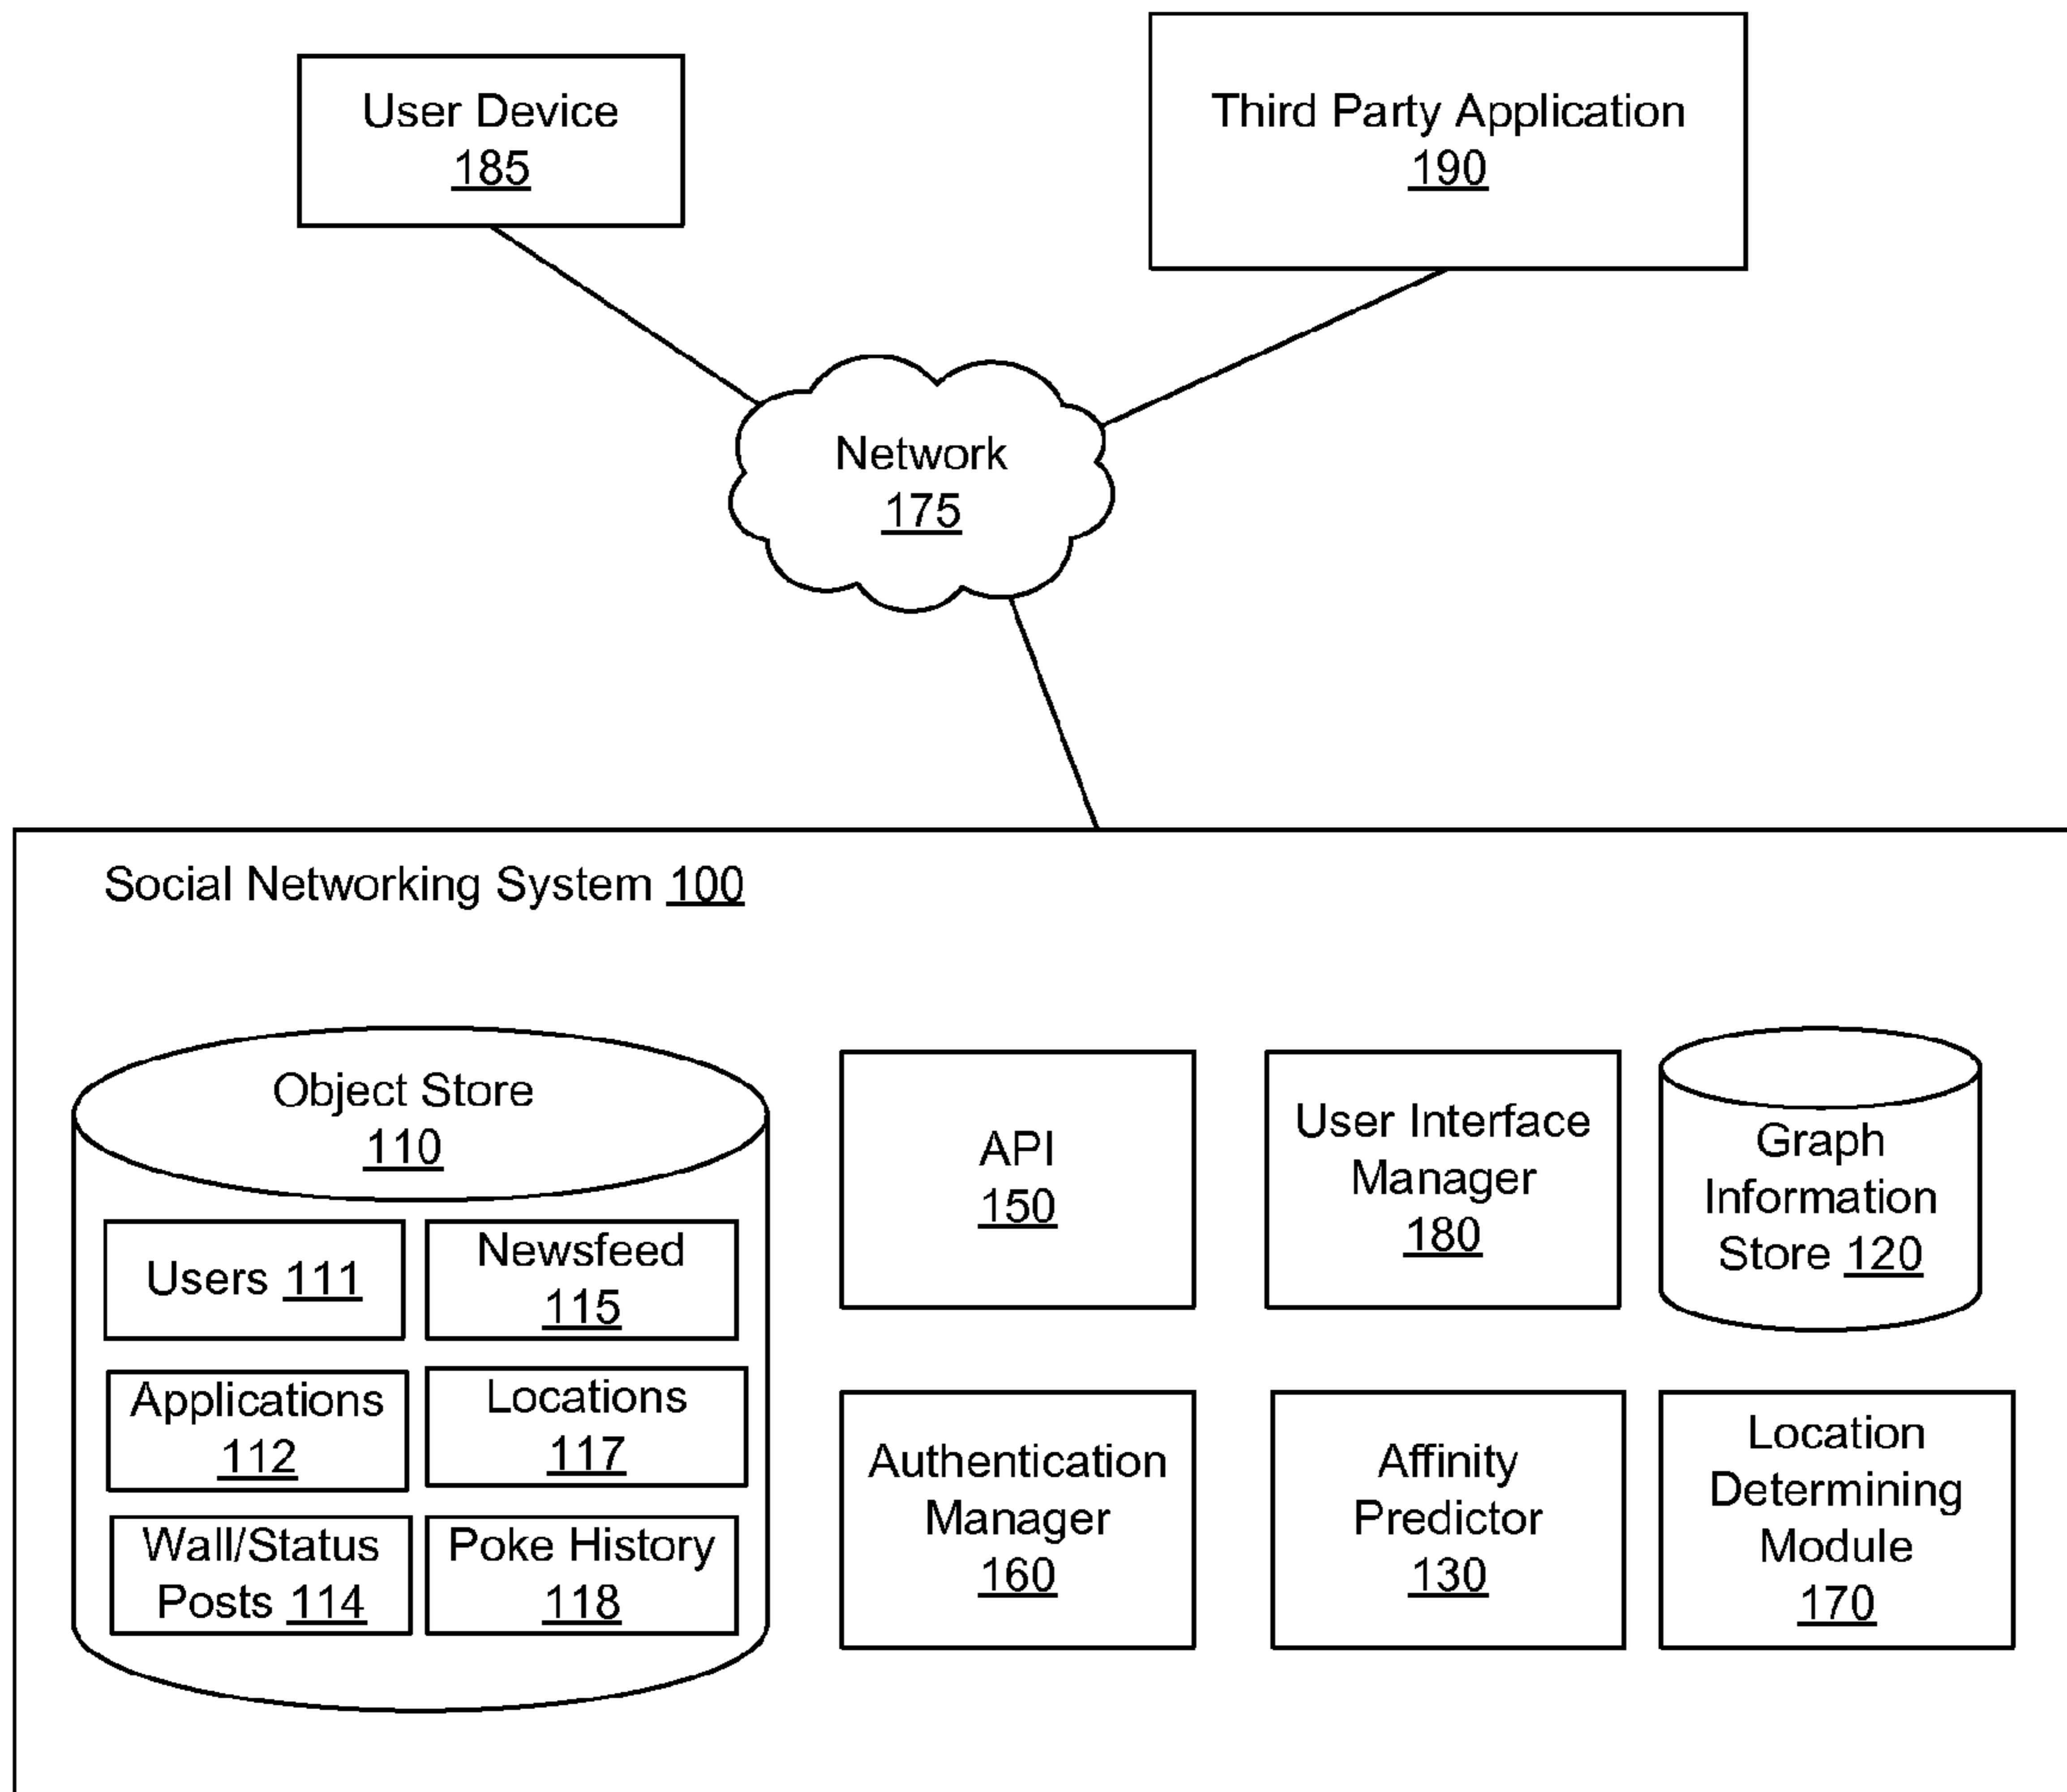 User Device
185
Third Party Application
190
Network
175
Social Networking System 100
Object Store
110
Users 111
Newsfeed
115
Applications
112
Locations
117
Wall/Status
Posts 114
Poke History
118
API
150
User Interface
Manager
180
Graph
Information
Store 120
Authentication
Manager
160
Affinity
Predictor
130
Location
Determining
Module
170